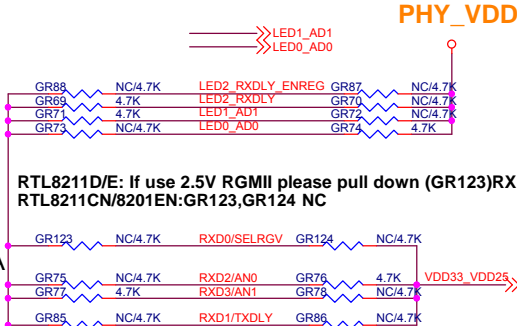 PHY_VDD
LED1_AD1
LED0_AD0
GR88 NC/4.7K LED2_RXDLY_ENREG GR87 NC/4.7K
GR69 4.7K LED2_RXDLY GR70 NC/4.7K
GR71 4.7K LED1_AD1 GR72 NC/4.7K
GR73 NC/4.7K LED0_AD0 GR74 4.7K
RTL8211D/E: If use 2.5V RGMII please pull down (GR123)RX
RTL8211CN/8201EN:GR123,GR124 NC
GR123 NC/4.7K RXD0/SELRGV GR124 NC/4.7K
GR75 NC/4.7K RXD2/AN0 GR76 4.7K VDD33_VDD25
GR77 4.7K RXD3/AN1 GR78 NC/4.7K
GR85 NC/4.7K RXD1/TXDLY GR86 NC/4.7K